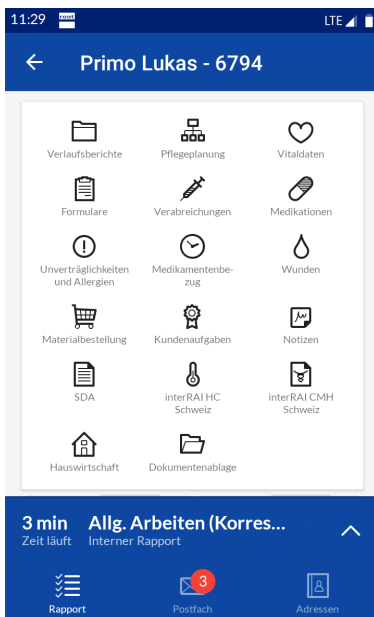 11:29 root LTE
Primo Lukas - 6794
Verlaufsberichte Pflegeplanung Vitaldaten
Formulare Verabreichungen Medikationen
Unverträglichkeiten Medikamentenbe- Wunden
und Allergien zug
Materialbestellung Kundenaufgaben Notizen
SDA interRAI HC interRAI CMH
Schweiz Schweiz
Hauswirtschaft Dokumentenablage
3 min Allg. Arbeiten (Korres...
Zeit läuft Interner Rapport
3
Rapport Postfach Adressen